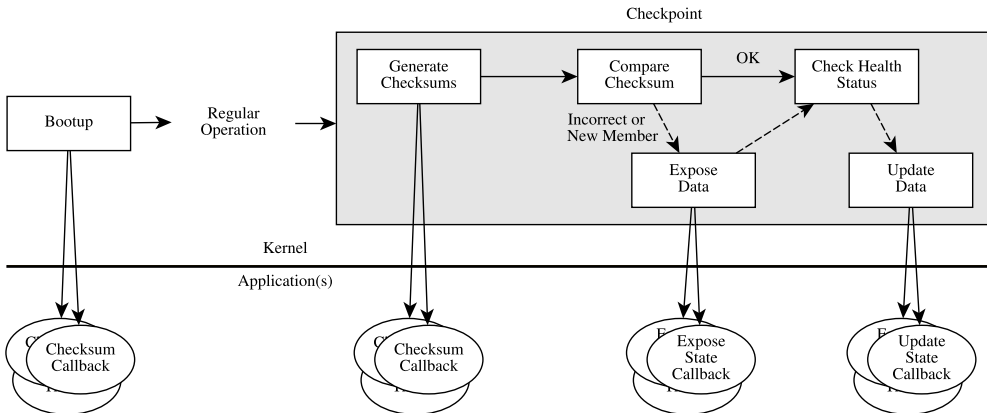 Checkpoint
Generate
Checksums
Compare
Checksum
OK
Check Health
Status
Bootup
Regular
Operation
Incorrect or
New Member
Expose
Data
Update
Data
Kernel
Application(s)
Checksum
Callback
Checksum
Callback
Expose
State
Callback
Update
State
Callback